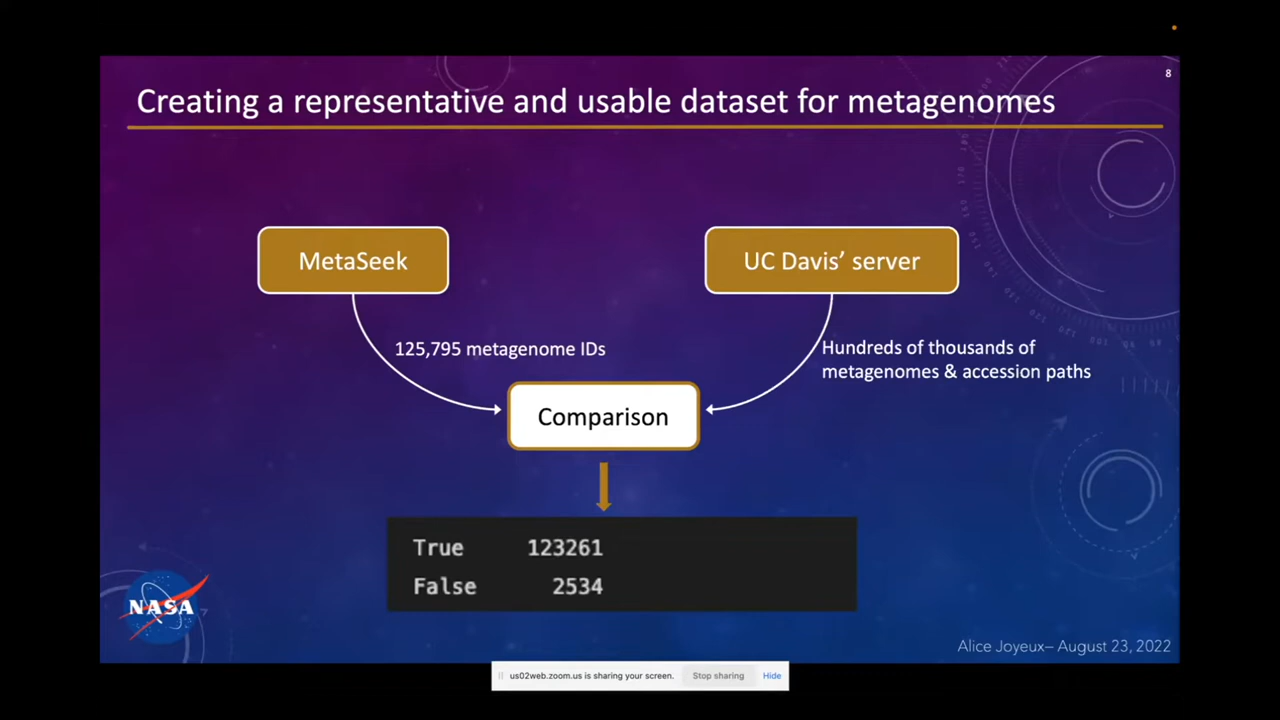 8
Creating a representative and usable dataset for metagenomes
MetaSeek
UC Davis’ server
125,795 metagenome IDs
Hundreds of thousands of
metagenomes & accession paths
Comparison
True 123261
False 2534
NASA
Alice Joyeux– August 23, 2022
us02web.zoom.us is sharing your screen. Stop sharing Hide